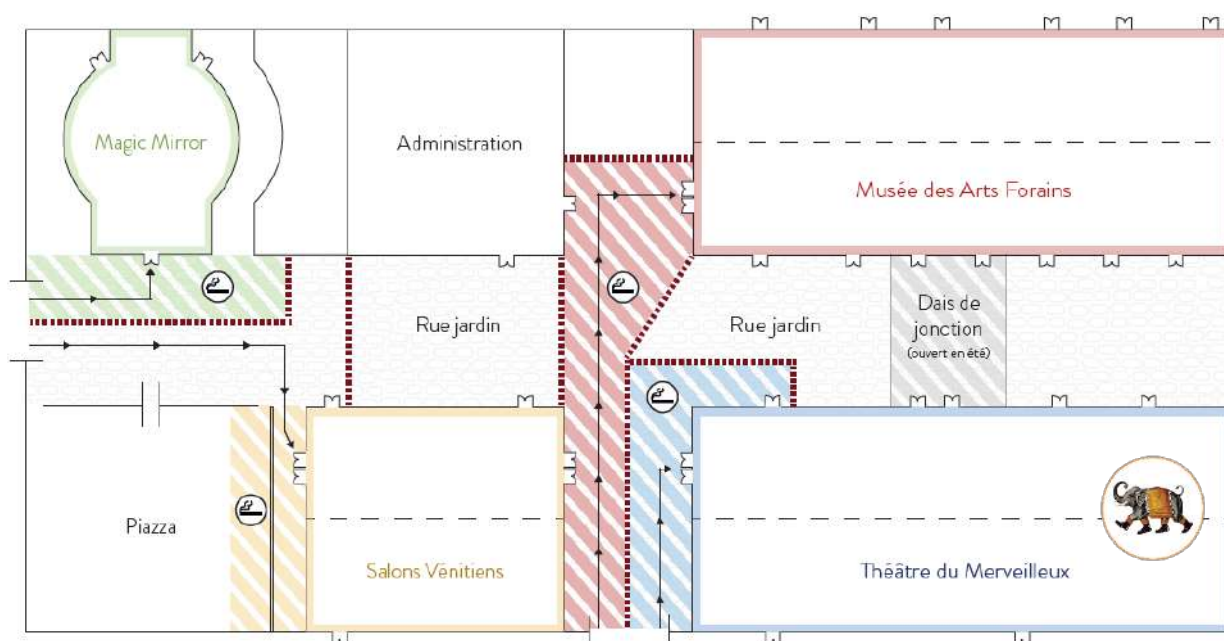 Magic Mirror
Administration
Musée des Arts Forains
Rue jardin
Rue jardin
Dais de
jonction
(ouvert en été)
Piazza
Salons Vénitiens
Théâtre du Merveilleux